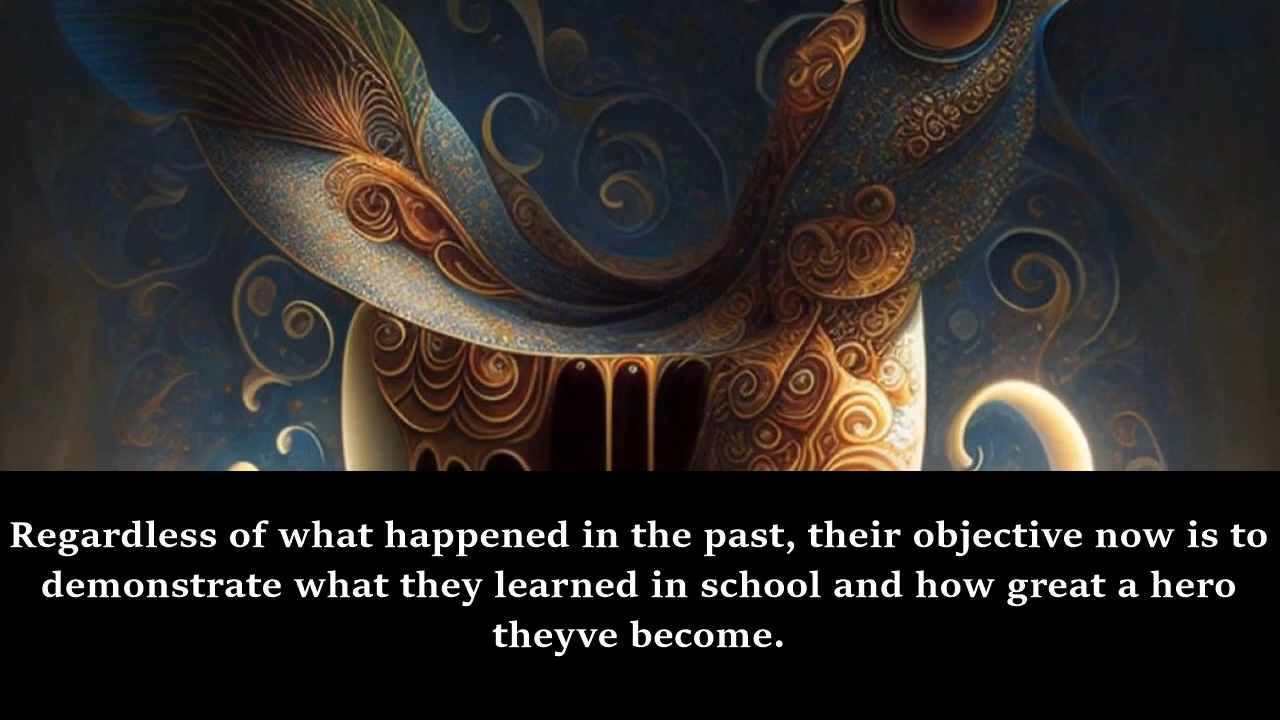 Regardless of what happened in the past, their objective now is to
demonstrate what they learned in school and how great a hero
theyve become.